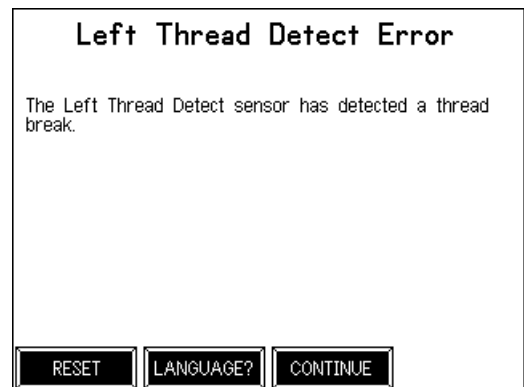 Left Thread Detect Error
The Left Thread Detect sensor has detected a thread
break.
RESET
LANGUAGE?
CONTINUE